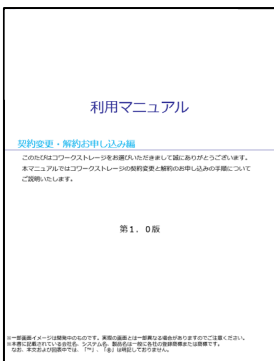 利用マニュアル
契約変更・解約お申し込み編
このたびはコワークストレージをお選びいただきまして誠にありがとうございます。
本マニュアルではコワークストレージの契約変更と解約のお申し込みの手順について
ご説明いたします。
第1．0版
※一部画面イメージは開発中のものです。実際の画面とは一部異なる場合がありますのでご注意ください。
※本書に記載されている会社名、システム名、製品名は一般に各社の登録商標または商標です。
なお、本文および図表中では、「™」、「®」は明記しておりません。